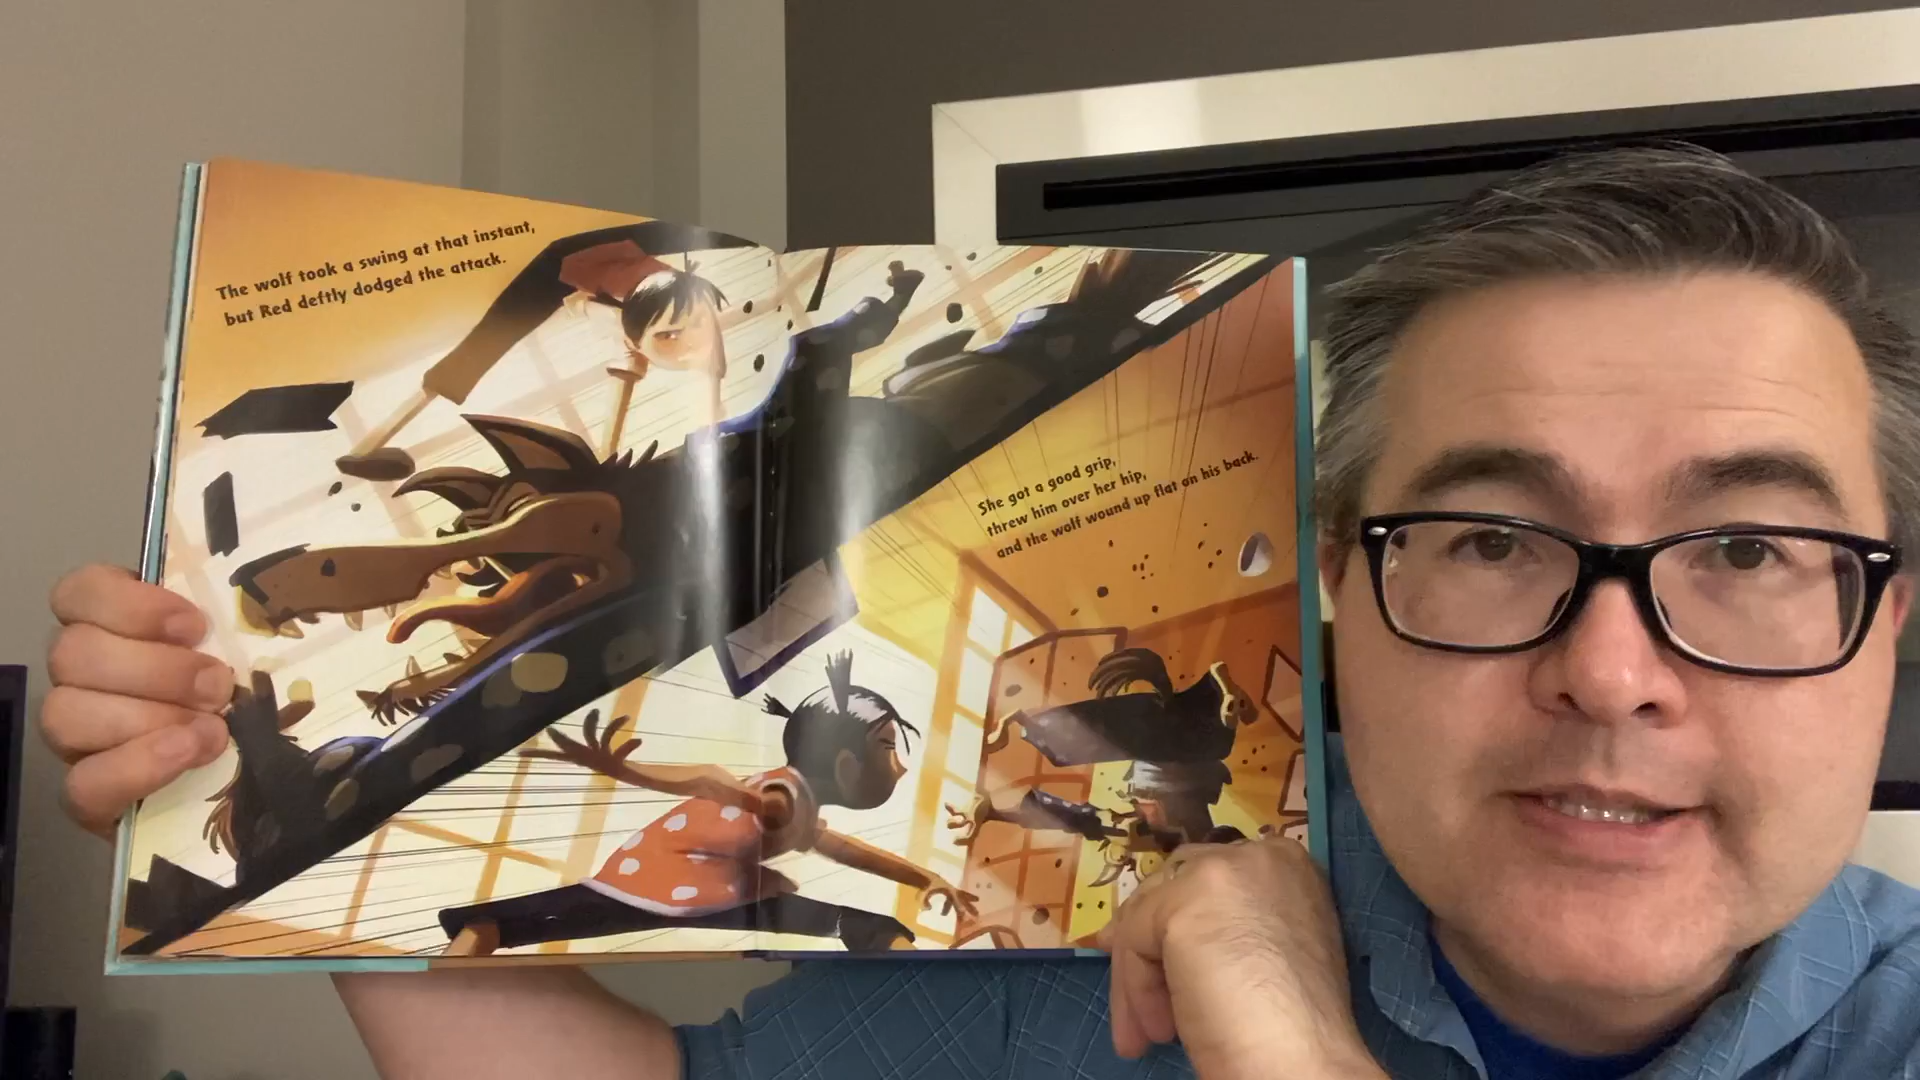 The wolf took a swing at that instant,
but Red deftly dodged the attack.
She got a good grip,
threw him over her hip,
and the wolf wound up flat on his back.